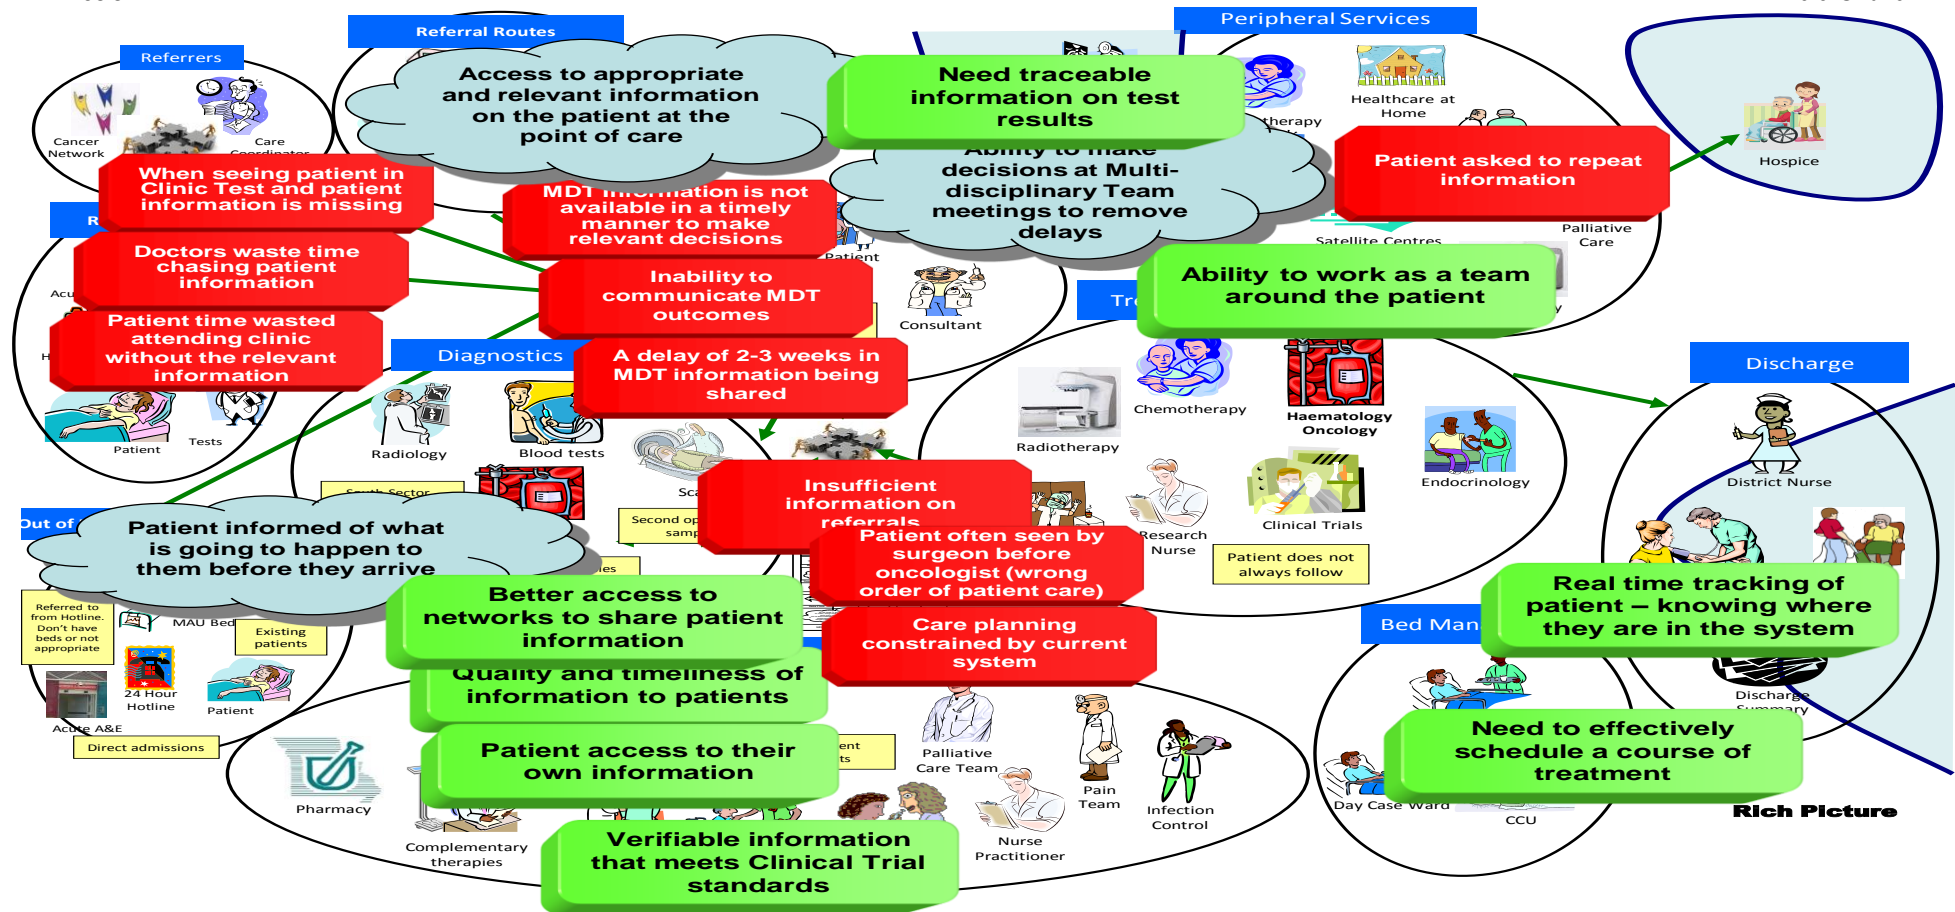 Referrers
Cancer
Network
Care
Coordinator
Referral Routes
Access to appropriate
and relevant information
on the patient at the
point of care
Need traceable
information on test
results
Peripheral Services
Healthcare at
Home
Hospice
Patient asked to repeat
information
Palliative
Care
Satellite Centres
Ability to make
decisions at Multi-
disciplinary Team
meetings to remove
delays
Ability to work as a team
around the patient
When seeing patient in
Clinic Test and patient
information is missing
Doctors waste time
chasing patient
information
Patient time wasted
attending clinic
without the relevant
information
Patient
Tests
MDT information is not
available in a timely
manner to make
relevant decisions
Inability to
communicate MDT
outcomes
A delay of 2-3 weeks in
MDT information being
shared
Patient
Consultant
Diagnostics
Radiology
Blood tests
South Sector
Second
Insufficient
information on
referrals
Patient often seen by
surgeon before
oncologist (wrong
order of patient care)
Care planning
constrained by current
system
Radiotherapy
Chemotherapy
Haematology
Oncology
Endocrinology
Clinical Trials
Research
Nurse
Patient does not
always follow
Discharge
District Nurse
Real time tracking of
patient – knowing where
they are in the system
Discharge
Summary
Bed
Need to effectively
schedule a course of
treatment
Day Case Ward
CCU
Rich Picture
Out of
Patient informed of what
is going to happen to
them before they arrive
Referred to
from Hotline.
Don't have
beds or not
appropriate
MAU Bed
Existing
patients
24 Hour
Hotline
Patient
Acute A&E
Direct admissions
Better access to
networks to share patient
information
Quality and timeliness of
information to patients
Patient access to their
own information
Verifiable information
that meets Clinical Trial
standards
Pharmacy
Complementary
therapies
Palliative
Care Team
Nurse
Practitioner
Pain
Team
Infection
Control